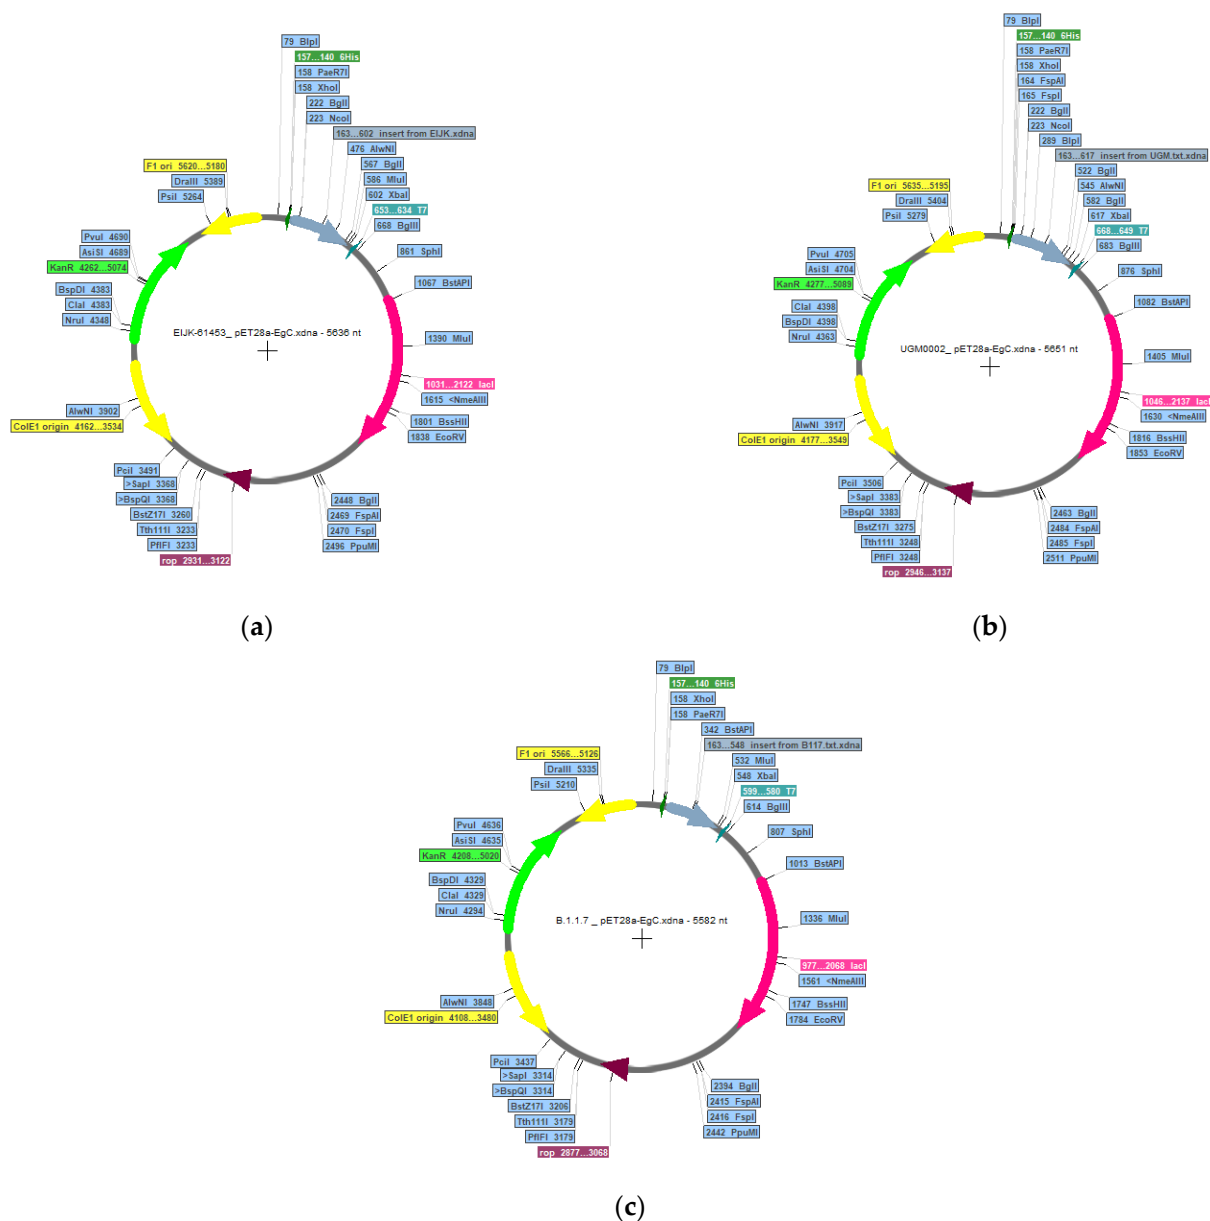 79 BlpI
157...140 6His
158 PaeR7I
158 XhoI
222 BglI
223 NcoI
163...602 insert from EIJK.xdna
476 AlwNI
567 BglI
586 MluI
602 XbaI
653...634 T7
668 BglII
861 SphI
1067 BstAPI
1390 MluI
1031...2122 lacI
1615 <NmeAIII
1801 BssHII
1838 EcoRV
2448 BglI
2469 FspAI
2470 FspI
2496 PpuMI
rop 2931...3122
PflFI 3233
Tth111I 3233
BstZ17I 3260
>BspQI 3368
>SapI 3368
PciI 3491
ColE1 origin 4162...3534
AlwNI 3902
NruI 4348
ClaI 4383
BspDI 4383
KanR 4262...5074
AsiSI 4689
PvuI 4690
PsiI 5264
DraIII 5389
F1 ori 5620...5180
EIJK-61453_ pET28a-EgC.xdna - 5636 nt
(a)
79 BlpI
157...140 6His
158 PaeR7I
158 XhoI
164 FspAI
165 FspI
222 BglI
223 NcoI
289 BlpI
163...617 insert from UGM.txt.xdna
522 BglI
545 AlwNI
582 BglI
617 XbaI
668...649 T7
683 BglII
876 SphI
1082 BstAPI
1405 MluI
1046...2137 lacI
1630 <NmeAIII
1816 BssHII
1853 EcoRV
2463 BglI
2484 FspAI
2485 FspI
2511 PpuMI
rop 2946...3137
PflFI 3248
Tth111I 3248
BstZ17I 3275
>BspQI 3383
>SapI 3383
PciI 3506
ColE1 origin 4177...3549
AlwNI 3917
NruI 4363
BspDI 4398
ClaI 4398
KanR 4277...5089
AsiSI 4704
PvuI 4705
PsiI 5279
DraIII 5404
F1 ori 5635...5195
UGM0002_ pET28a-EgC.xdna - 5651 nt
(b)
79 BlpI
157...140 6His
158 XhoI
158 PaeR7I
342 BstAPI
163...548 insert from B117.txt.xdna
532 MluI
548 XbaI
599...580 T7
614 BglII
807 SphI
1013 BstAPI
1336 MluI
977...2068 lacI
1561 <NmeAIII
1747 BssHII
1784 EcoRV
2394 BglI
2415 FspAI
2416 FspI
2442 PpuMI
rop 2877...3068
PflFI 3179
Tth111I 3179
BstZ17I 3206
>BspQI 3314
>SapI 3314
PciI 3437
ColE1 origin 4108...3480
AlwNI 3848
NruI 4294
ClaI 4329
BspDI 4329
KanR 4208...5020
AsiSI 4635
PvuI 4636
PsiI 5210
DraIII 5335
F1 ori 5566...5126
B.1.1.7 _ pET28a-EgC.xdna - 5582 nt
(c)